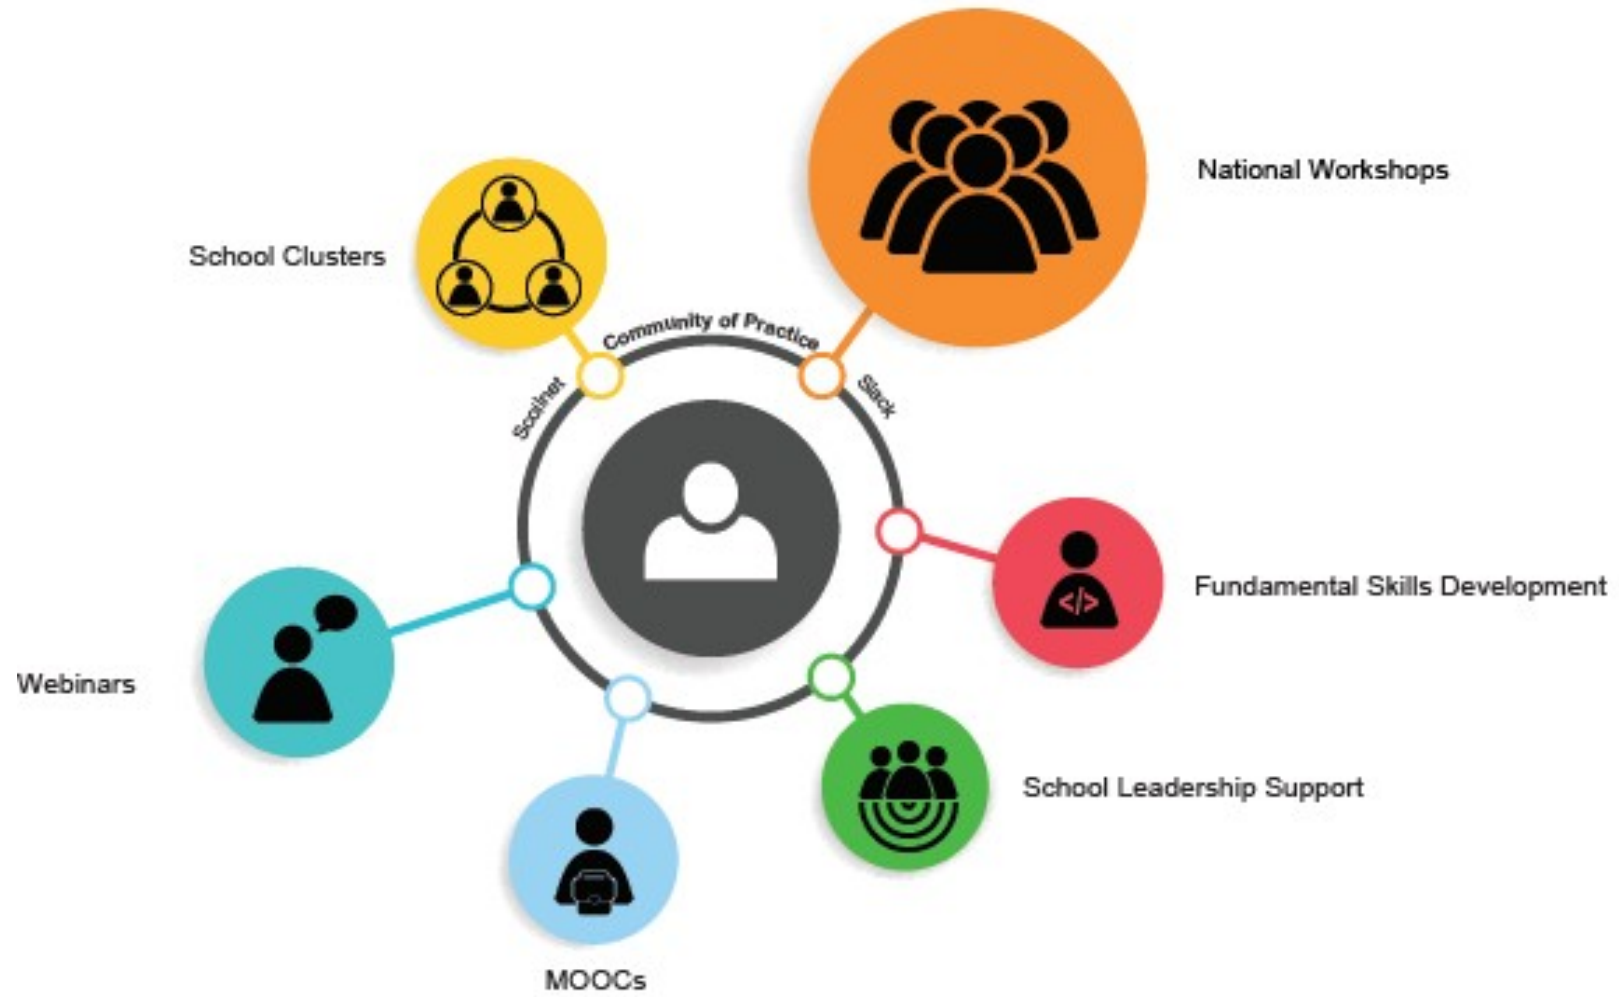 National Workshops
School Clusters
Community of Practice
Scoilnet
Slack
Fundamental Skills Development
</>
Webinars
School Leadership Support
MOOCs